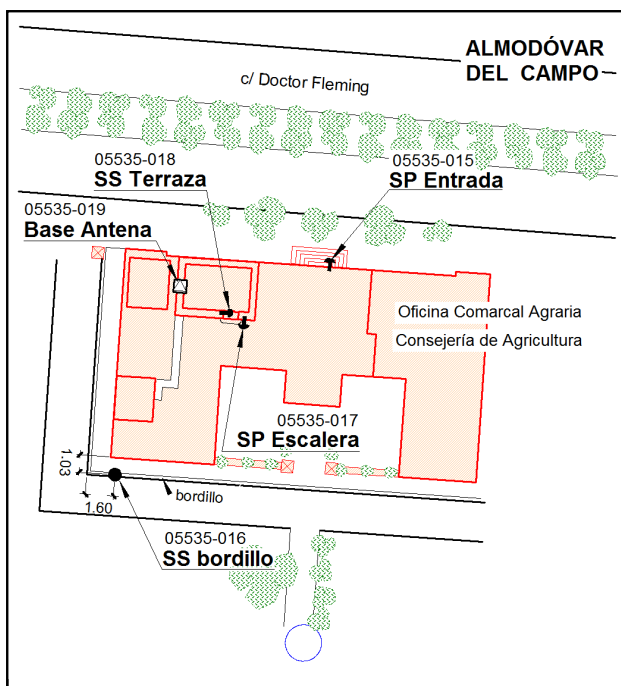 ALMODÓVAR
DEL CAMPO
c/ Doctor Fleming
05535-018
SS Terraza
05535-015
SP Entrada
05535-019
Base Antena
Oficina Comarcal Agraria
Consejería de Agricultura
05535-017
SP Escalera
1.03
bordillo
1.60
05535-016
SS bordillo